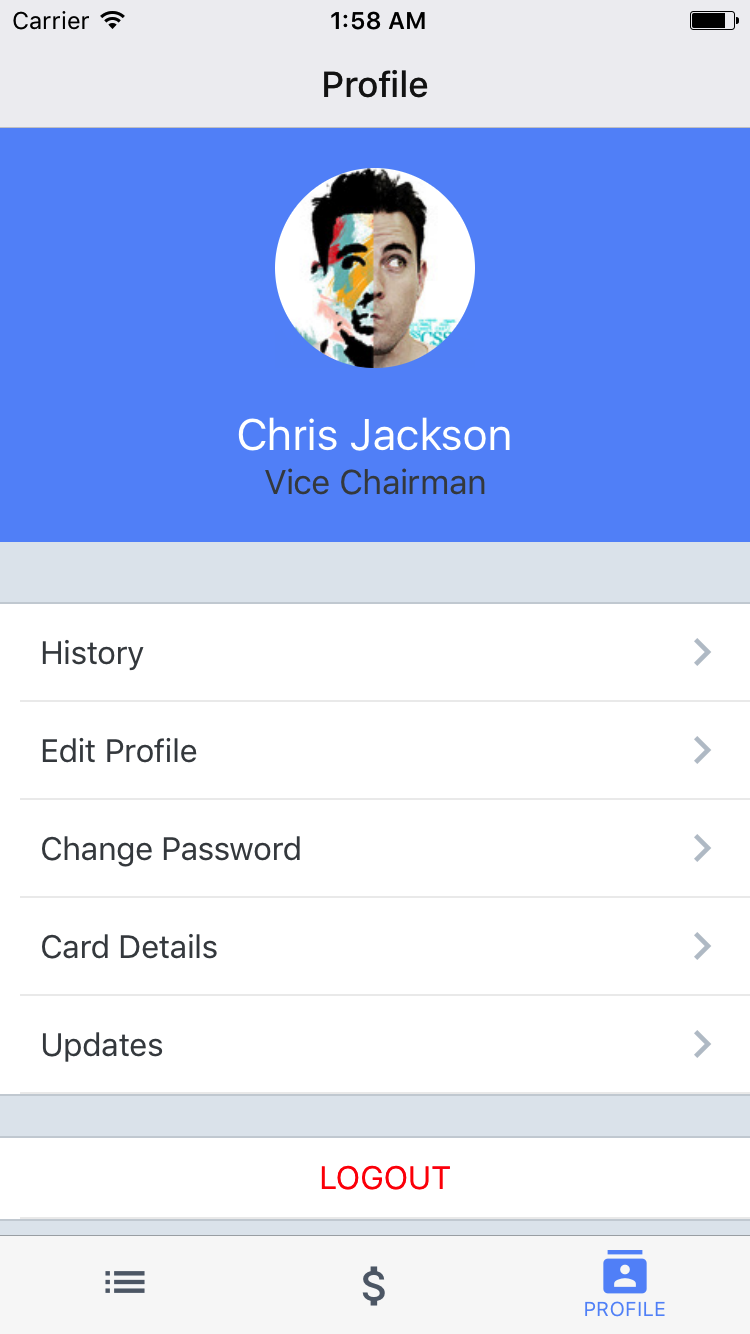 Carrier 1:58 AM
Profile
CSS
Chris Jackson
Vice Chairman
History
Edit Profile
Change Password
Card Details
Updates
LOGOUT
$
PROFILE